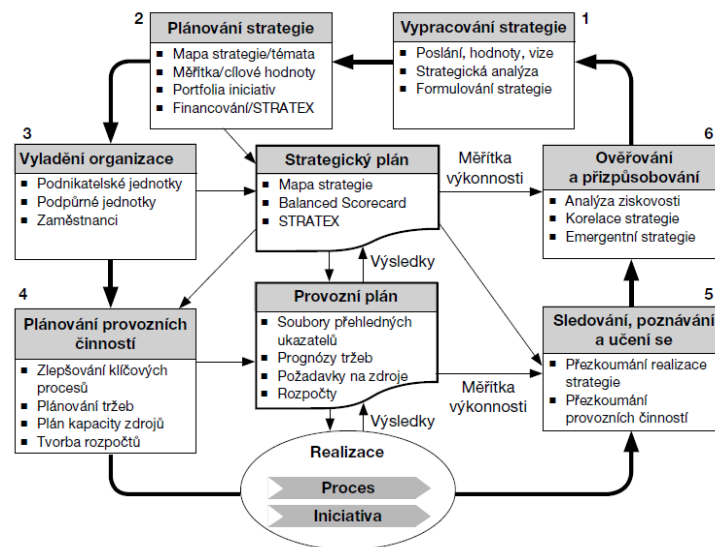 2
Plánování strategie
Mapa strategie/témata
Měřítka/cílové hodnoty
Portfolia iniciativ
Financování/STRATEX
1
Vypracování strategie
Poslání, hodnoty, vize
Strategická analýza
Formulování strategie
3
Vyladění organizace
Podnikatelské jednotky
Podpůrné jednotky
Zaměstnanci
Strategický plán
Mapa strategie
Balanced Scorecard
STRATEX
Měřítka
výkonnosti
6
Ověřování
a přizpůsobování
Analýza ziskovosti
Korelace strategie
Emergentní strategie
Výsledky
4
Plánování provozních
činností
Zlepšování klíčových
procesů
Plánování tržeb
Plán kapacity zdrojů
Tvorba rozpočtů
Provozní plán
Soubory přehledných
ukazatelů
Prognózy tržeb
Požadavky na zdroje
Rozpočty
Měřítka
výkonnosti
5
Sledování, poznávání
a učení se
Přezkoumání realizace
strategie
Přezkoumání
provozních činností
Výsledky
Realizace
Proces
Iniciativa